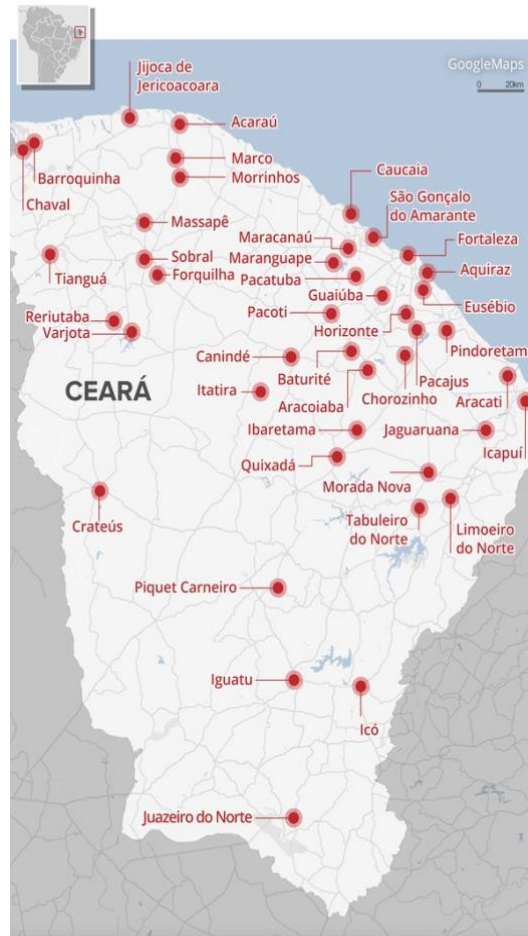 GoogleMaps
0 20km
Jijoca de
Jericoacoara
Acaraú
Marco
Barroquinha
Morrinhos
Chaval
Caucaia
São Gonçalo
do Amarante
Massapê
Maracanaú
Fortaleza
Sobral
Maranguape
Aquiraz
Tianguá
Forquilha
Pacatuba
Guaiúba
Eusébio
Reriutaba
Pacoti
Varjota
Horizonte
Pindoretam
Canindé
Baturité
Pacajus
CEARÁ
Itatira
Chorozinho
Aracati
Aracoiaba
Ibaretama
Jaguaruana
Icapuí
Quixadá
Morada Nova
Crateús
Tabuleiro
do Norte
Limoeiro
do Norte
Piquet Carneiro
Iguatu
Icó
Juazeiro do Norte